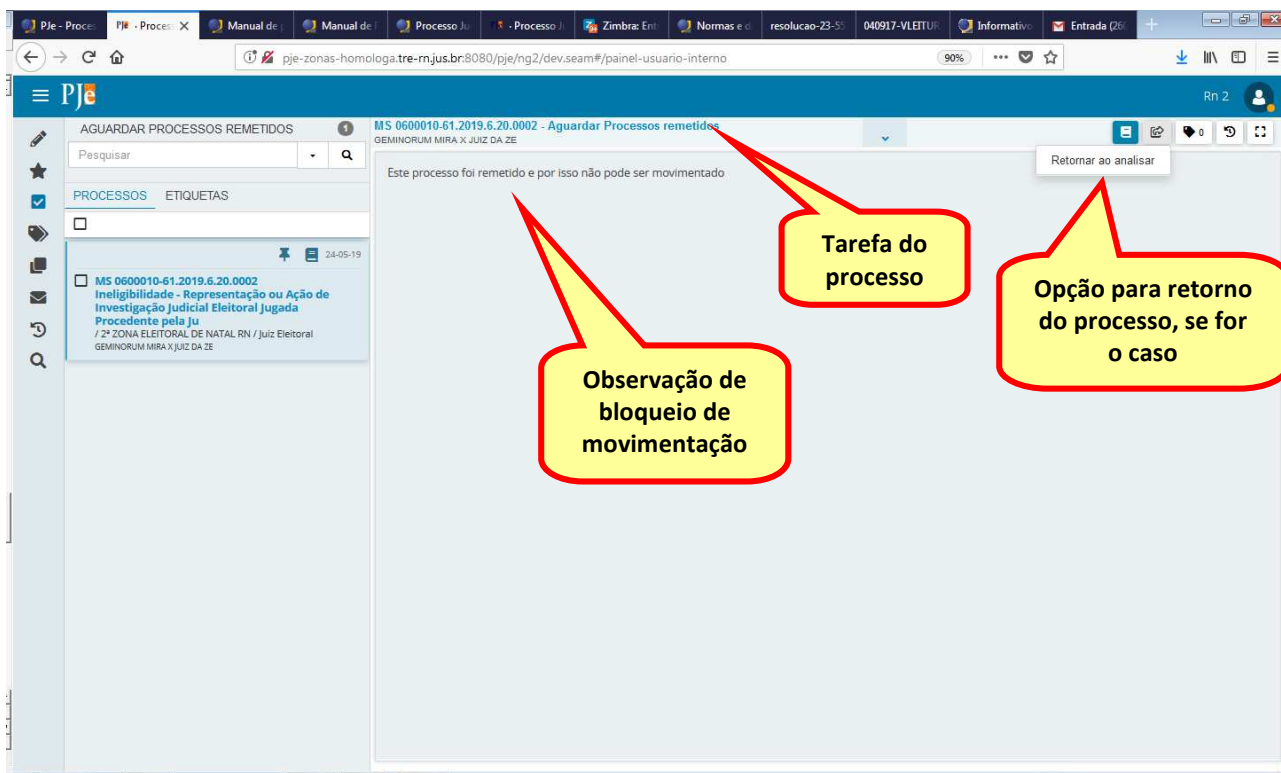 PJe - Proces
PJe - Proces
Manual de
Manual de
Processo Ju
- Processo J
Zimbra: Ent
Normas e d
resolucao-23-55
040917-VLEITUR
Informativo
Entrada (26
pje-zonas-homologa.tre-rn.jus.br:8080/pje/ng2/dev.seam#/painel-usuario-interno
90%
PJe
Rn 2
AGUARDAR PROCESSOS REMETIDOS 1
Pesquisar
PROCESSOS ETIQUETAS
24-05-19
MS 0600010-61.2019.6.20.0002
Ineligibilidade - Representação ou Ação de
Investigação Judicial Eleitoral Jugada
Procedente pela Ju
/ 2ª ZONA ELEITORAL DE NATAL RN / Juiz Eleitoral
GEMINORUM MIRA X JUIZ DA ZE
MS 0600010-61.2019.6.20.0002 - Aguardar Processos remetidos
GEMINORUM MIRA X JUIZ DA ZE
0
Retornar ao analisar
Este processo foi remetido e por isso não pode ser movimentado
Tarefa do
processo
Opção para retorno
do processo, se for
o caso
Observação de
bloqueio de
movimentação